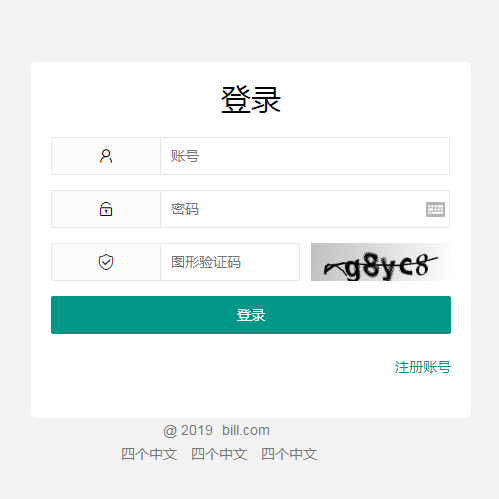 登录
账号
密码
图形验证码
登录
注册账号
@ 2019 bill.com
四个中文 四个中文 四个中文